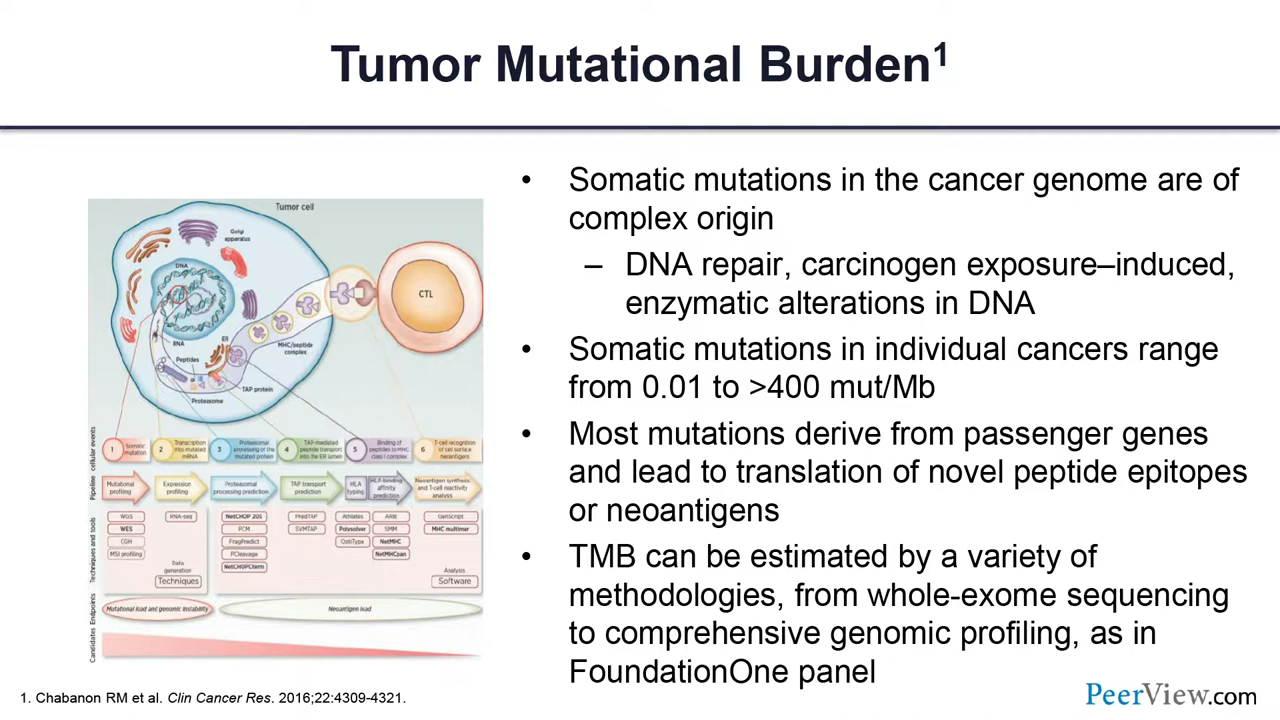 Tumor Mutational Burden1
Tumor cell
Golgi
apparatus
DNA
CTL
RNA
ER
Peptides
MHC/peptide
complex
TAP protein
Proteasome
cellular events
1 Somatic mutation
2 Transcription into mutated mRNA
3 Proteasomal processing of the mutated protein
4 TAP-mediated peptide transport into the ER lumen
5 Binding of peptides to MHC class I complex
6 T-cell recognition of cell surface neoantigens
Pipeline
Mutational profiling
Expression profiling
Proteasomal processing prediction
TAP transport prediction
HLA typing
HLA-binding affinity prediction
Neoantigen synthesis and T-cell reactivity analysis
Techniques and tools
WGS
WES
CGH
MSI profiling
RNA-seq
NetCHOP 20S
PCM
FragPredict
PCleavage
NetCHOPCterm
PredTAP
SVMTAP
Athlates
Polysolver
OptiType
ARB
SMM
NetMHC
NetMHCpan
GenScript
MHC multimer
Data
generation
Techniques
Analysis
Software
Candidates Endpoints
Mutational load and genomic instability
Neoantigen load
• Somatic mutations in the cancer genome are of
complex origin
– DNA repair, carcinogen exposure–induced,
enzymatic alterations in DNA
• Somatic mutations in individual cancers range
from 0.01 to >400 mut/Mb
• Most mutations derive from passenger genes
and lead to translation of novel peptide epitopes
or neoantigens
• TMB can be estimated by a variety of
methodologies, from whole-exome sequencing
to comprehensive genomic profiling, as in
FoundationOne panel
1. Chabanon RM et al. Clin Cancer Res. 2016;22:4309-4321.
PeerView.com